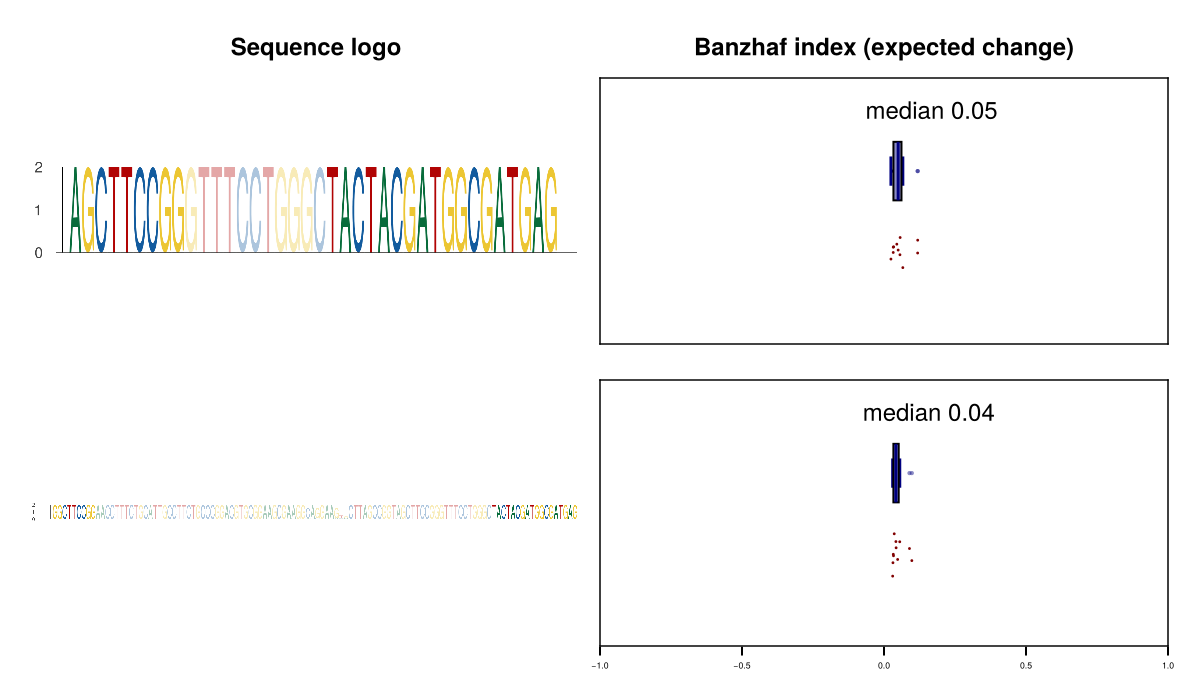 Sequence logo
Banzhaf index (expected change)
median 0.05
2
1
0
AGCTTCCGGGTTTCCTGGGCTACTACGATGGCGATGAG
median 0.04
−1.0 −0.5 0.0 0.5 1.0